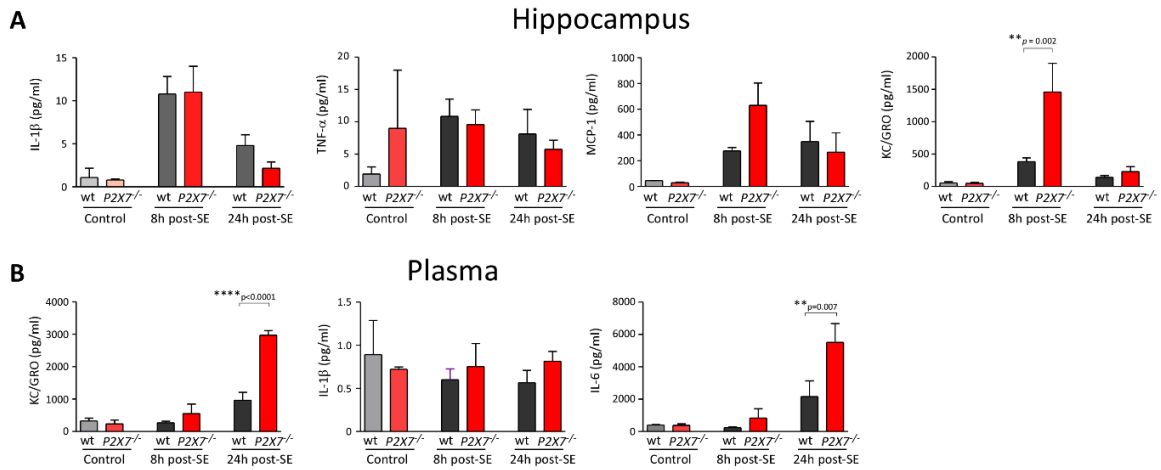 A
Hippocampus
IL-1β (pg/ml)
15
10
5
0
wt P2X7-/- wt P2X7-/- wt P2X7-/-
Control 8h post-SE 24h post-SE
TNF-α (pg/ml)
20
15
10
5
0
wt P2X7-/- wt P2X7-/- wt P2X7-/-
Control 8h post-SE 24h post-SE
MCP-1 (pg/ml)
1000
800
600
400
200
0
wt P2X7-/- wt P2X7-/- wt P2X7-/-
Control 8h post-SE 24h post-SE
**p = 0.002
KC/GRO (pg/ml)
2000
1500
1000
500
0
wt P2X7-/- wt P2X7-/- wt P2X7-/-
Control 8h post-SE 24h post-SE
B
Plasma
****p<0.0001
KC/GRO (pg/ml)
4000
3000
2000
1000
0
wt P2X7-/- wt P2X7-/- wt P2X7-/-
Control 8h post-SE 24h post-SE
IL-1β (pg/ml)
1.5
1.0
0.5
0.0
wt P2X7-/- wt P2X7-/- wt P2X7-/-
Control 8h post-SE 24h post-SE
**p=0.007
IL-6 (pg/ml)
8000
6000
4000
2000
0
wt P2X7-/- wt P2X7-/- wt P2X7-/-
Control 8h post-SE 24h post-SE